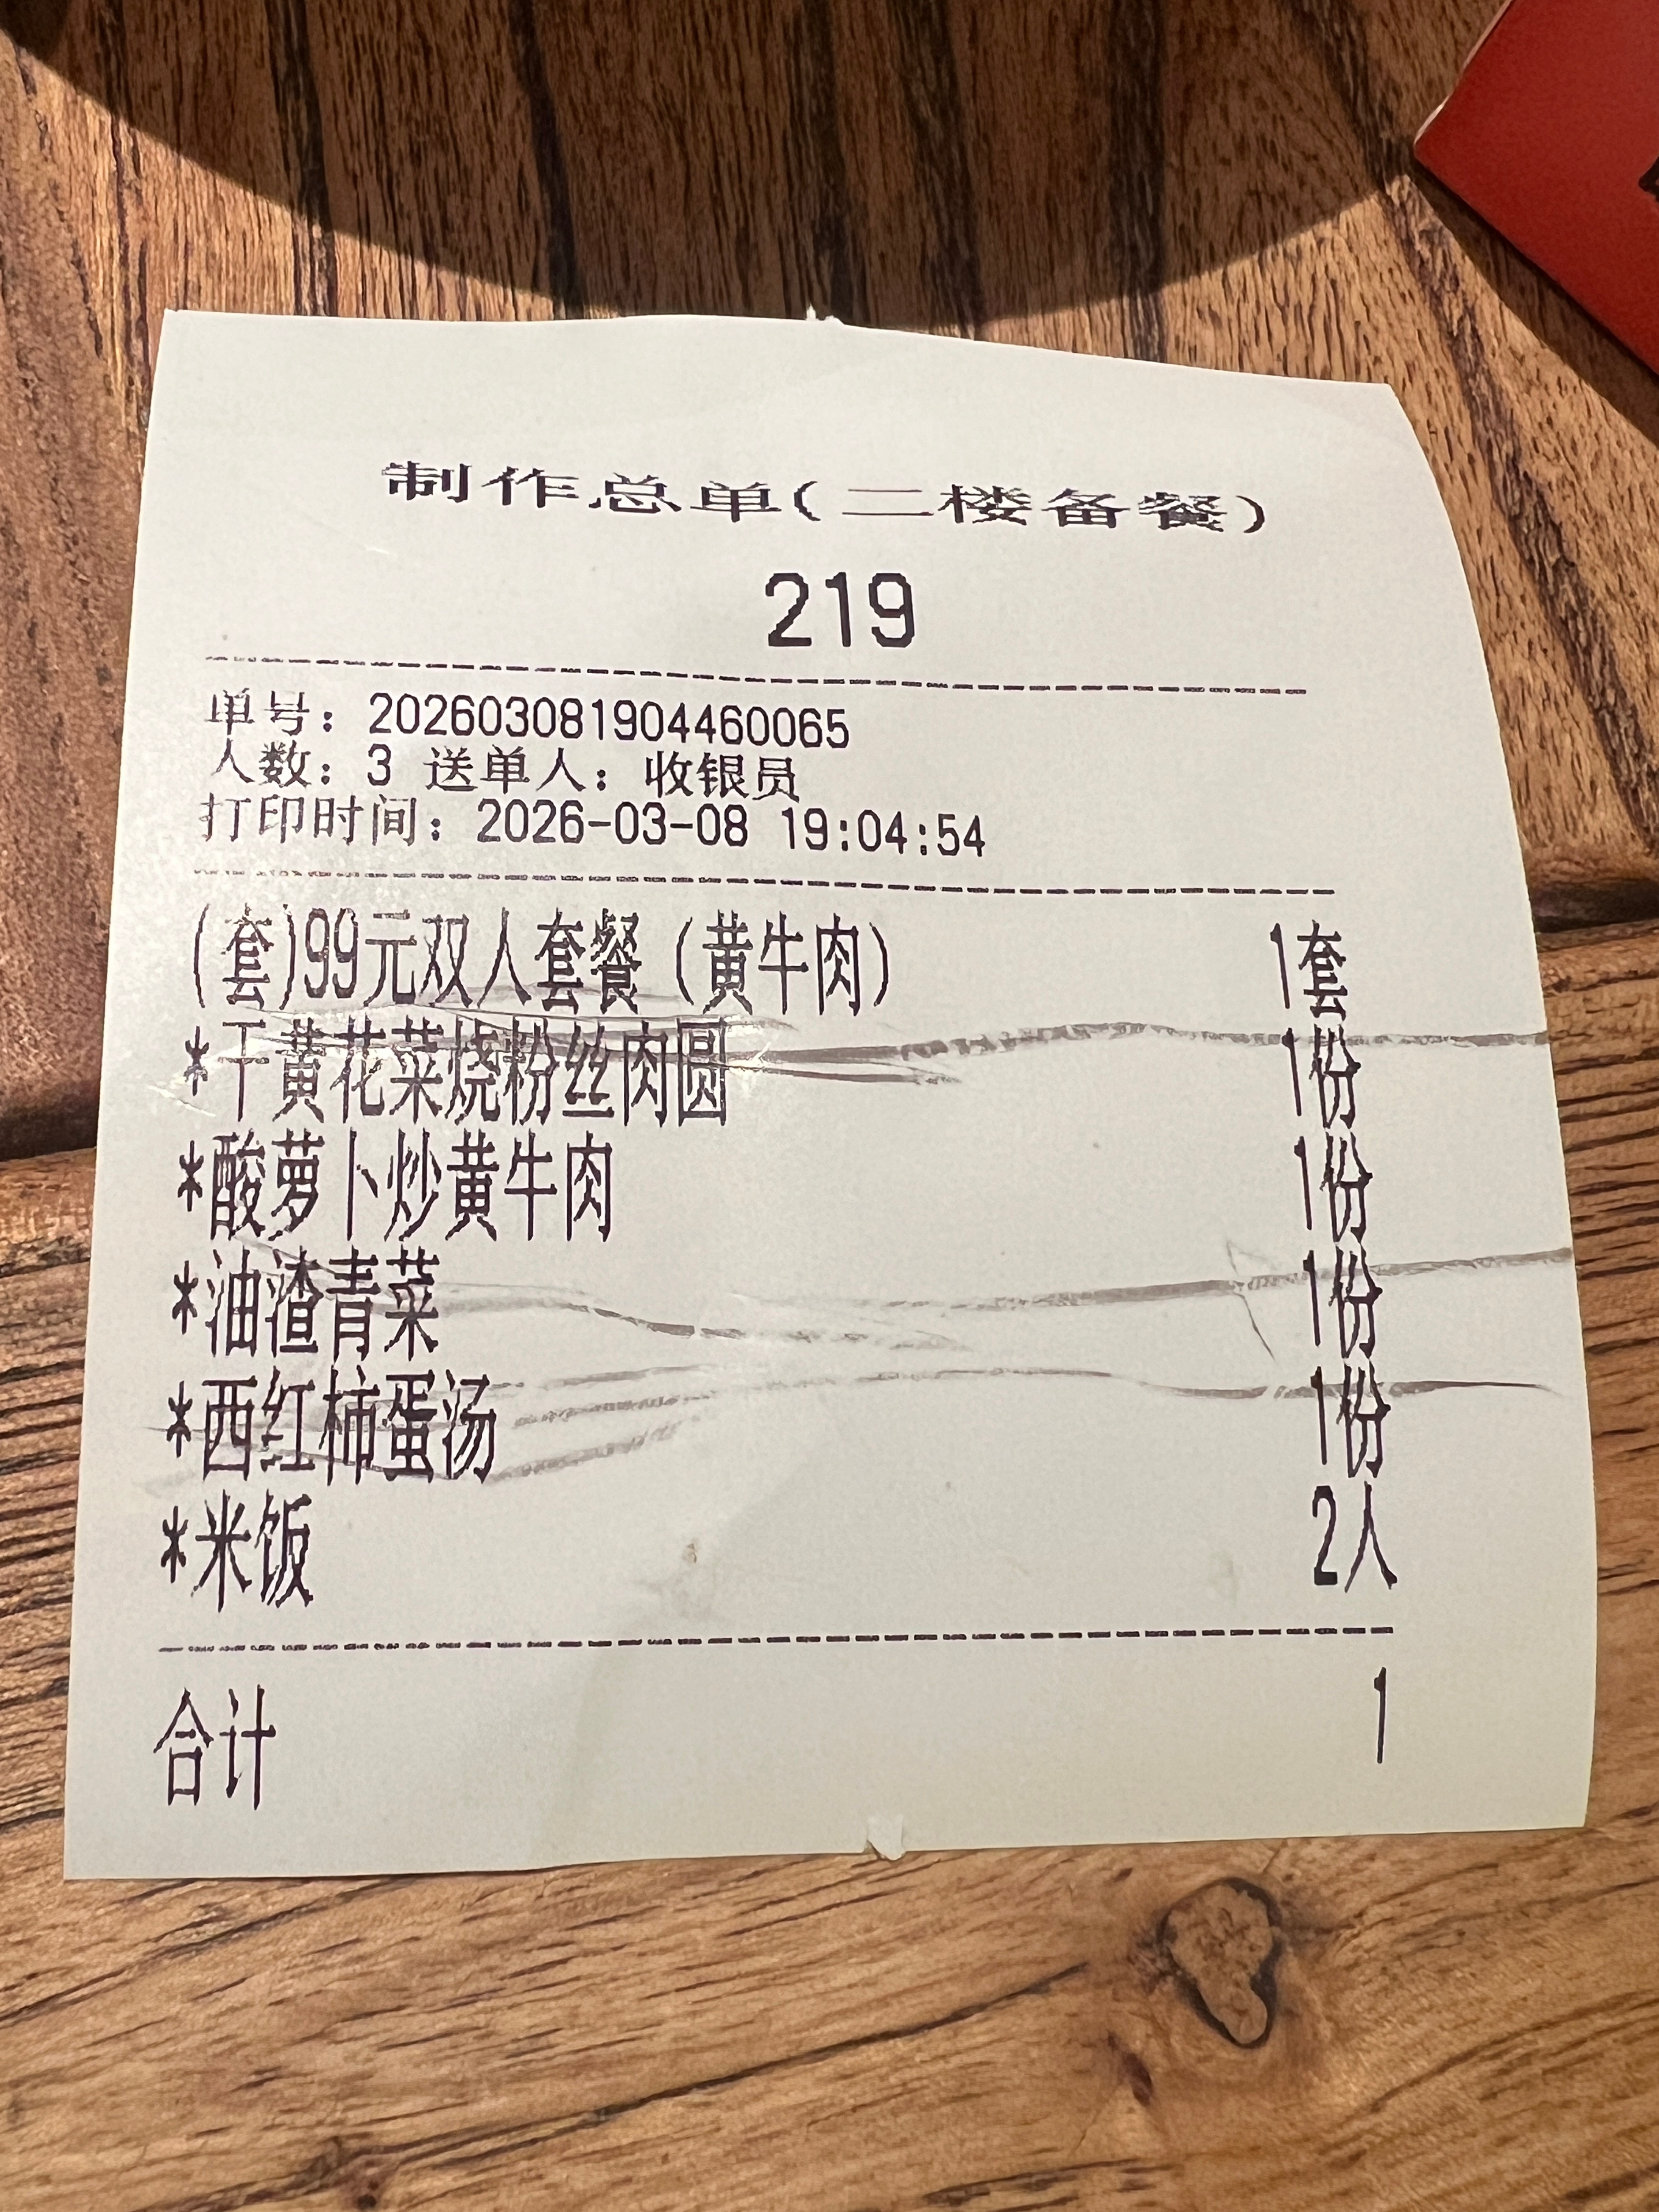 制作总单(二楼备餐)
219
单号：202603081904460065
人数：3 送单人：收银员
打印时间：2026-03-08 19:04:54
(套)99元双人套餐（黄牛肉） 1套
*干黄花菜烧粉丝肉圆 1份
*酸萝卜炒黄牛肉 1份
*油渣青菜 1份
*西红柿蛋汤 1份
*米饭 2人
合计 1